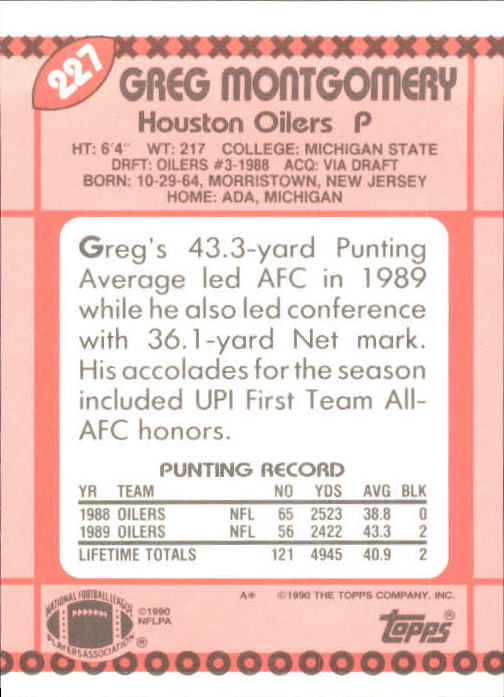 227
GREG MONTGOMERY
Houston Oilers P
HT: 6'4" WT: 217 COLLEGE: MICHIGAN STATE
DRFT: OILERS #3-1988 ACQ: VIA DRAFT
BORN: 10-29-64, MORRISTOWN, NEW JERSEY
HOME: ADA, MICHIGAN
Greg's 43.3-yard Punting
Average led AFC in 1989
while he also led conference
with 36.1-yard Net mark.
His accolades for the season
included UPI First Team All-
AFC honors.
PUNTING RECORD
YR TEAM NO YDS AVG BLK
1988 OILERS NFL 65 2523 38.8 0
1989 OILERS NFL 56 2422 43.3 2
LIFETIME TOTALS 121 4945 40.9 2
A* ©1990 THE TOPPS COMPANY, INC.
NATIONAL FOOTBALL LEAGUE
PLAYERS ASSOCIATION
®
©1990
NFLPA
topps®